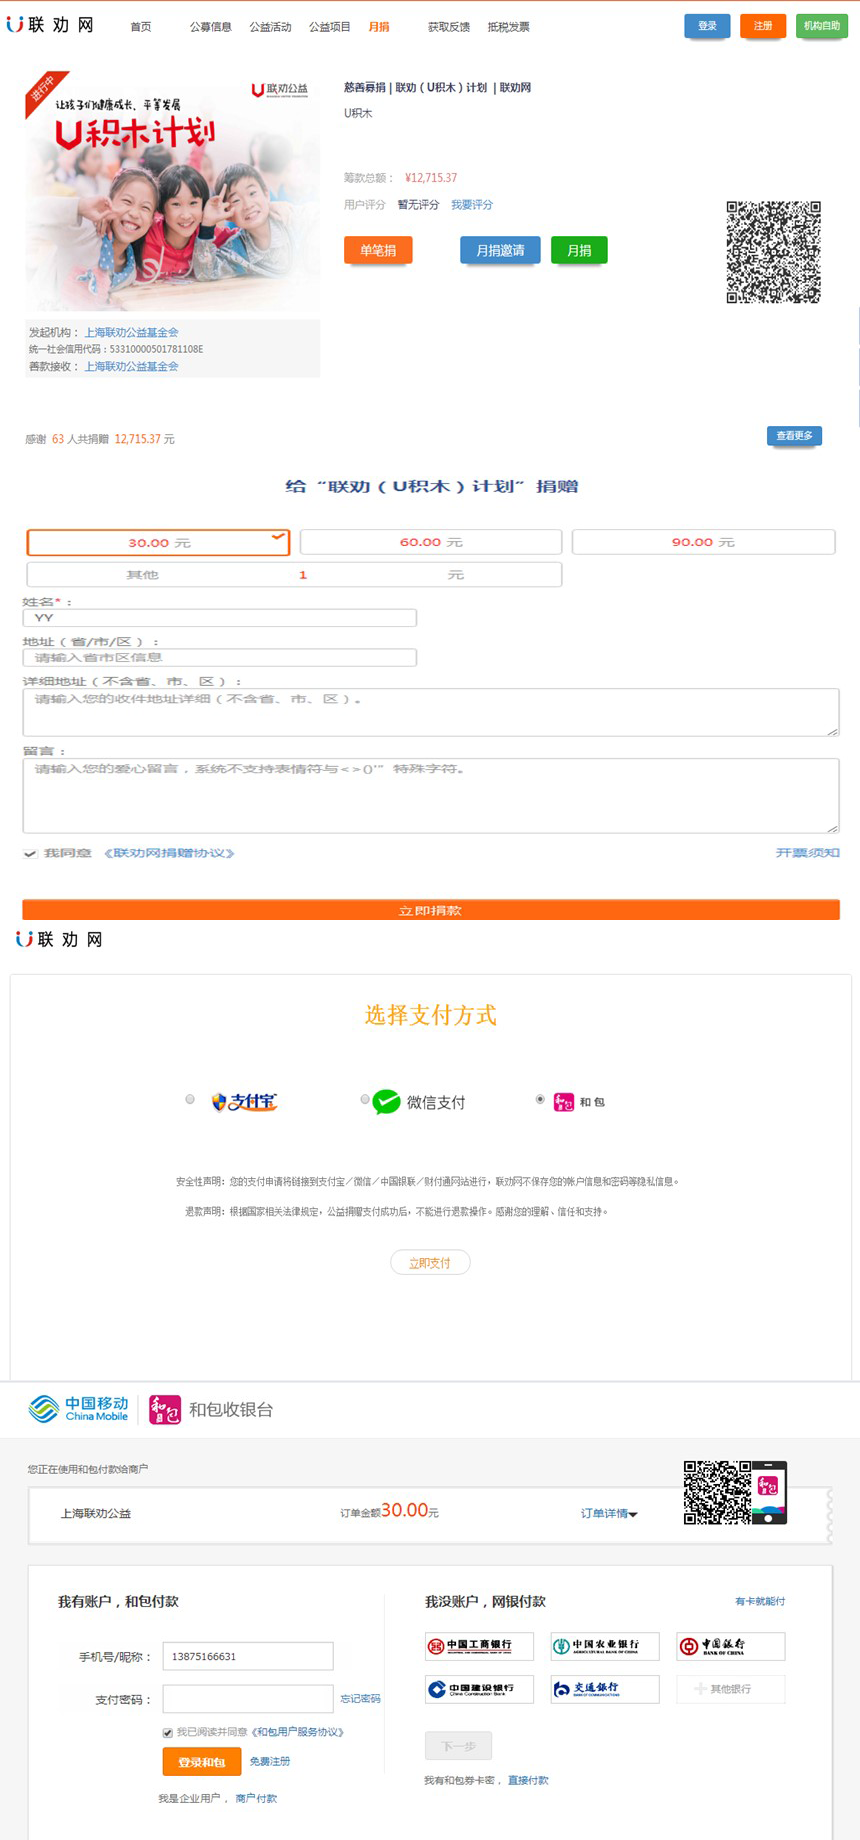 联劝网 首页 公募信息 公益活动 公益项目 月捐 获取反馈 抵税发票 登录 注册 机构自助
进行中
联劝公益
让孩子们健康成长、平等发展
U积木计划
慈善募捐 | 联劝（U积木）计划 | 联劝网
U积木
筹款总额： ¥12,715.37
用户评分 暂无评分 我要评分
单笔捐 月捐邀请 月捐
发起机构： 上海联劝公益基金会
统一社会信用代码：53310000501781108E
善款接收： 上海联劝公益基金会
感谢 63 人共捐赠 12,715.37 元 查看更多
给“联劝（U积木）计划”捐赠
30.00 元 60.00 元 90.00 元
其他 1 元
姓名*：
YY
地址（省/市/区）：
请输入省市区信息
详细地址（不含省、市、区）：
请输入您的收件地址详细（不含省、市、区）。
留言：
请输入您的爱心留言，系统不支持表情符与<>()'"特殊字符。
我同意 《联劝网捐赠协议》 开票须知
立即捐款
联劝网
选择支付方式
支付宝 微信支付 和包
安全性声明：您的支付申请将链接到支付宝／微信／中国银联／财付通网站进行，联劝网不保存您的帐户信息和密码等隐私信息。
退款声明：根据国家相关法律规定，公益捐赠支付成功后，不能进行退款操作。感谢您的理解、信任和支持。
立即支付
中国移动 China Mobile 和包 和包收银台
您正在使用和包付款给商户
上海联劝公益 订单金额30.00元 订单详情
和包
我有账户，和包付款
手机号/昵称： 13875166631
支付密码： 忘记密码
我已阅读并同意《和包用户服务协议》
登录和包 免费注册
我是企业用户， 商户付款
我没账户，网银付款 有卡就能付
中国工商银行 中国农业银行 中国银行 BANK OF CHINA
中国建设银行 China Construction Bank 交通银行 BANK OF COMMUNICATIONS 其他银行
下一步
我有和包券卡密， 直接付款